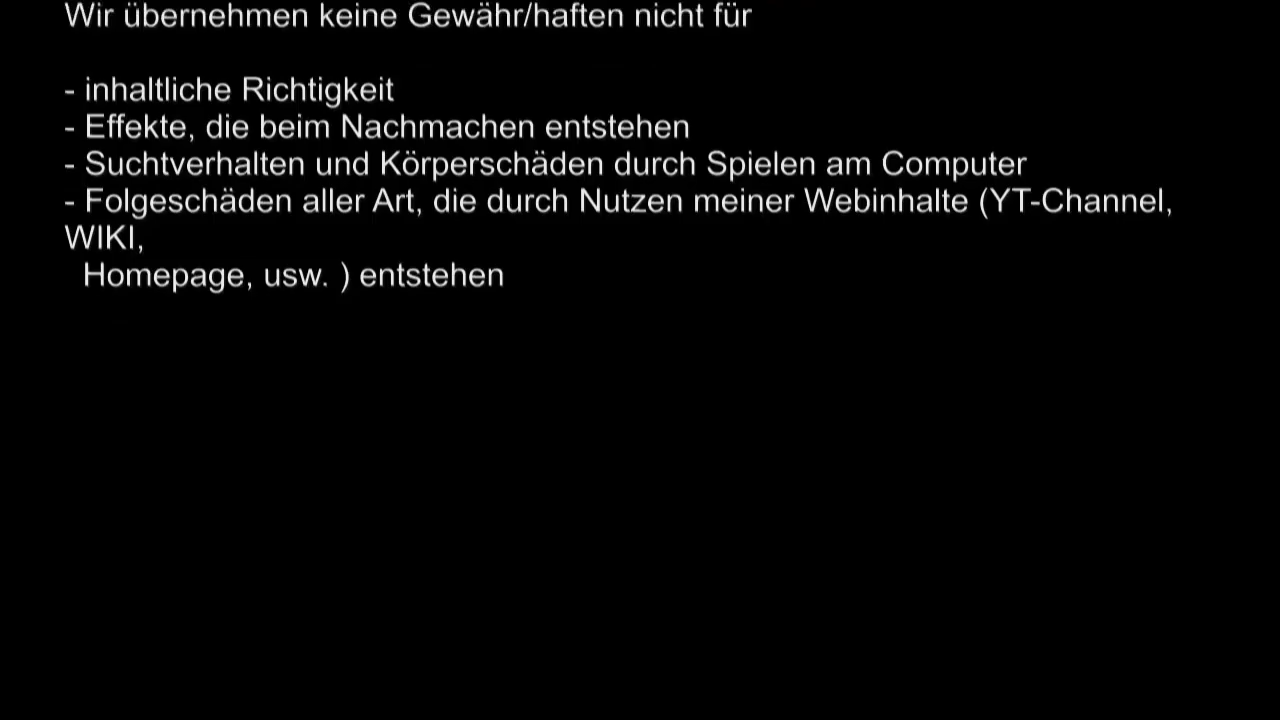 Wir übernehmen keine Gewähr/haften nicht für
- inhaltliche Richtigkeit
- Effekte, die beim Nachmachen entstehen
- Suchtverhalten und Körperschäden durch Spielen am Computer
- Folgeschäden aller Art, die durch Nutzen meiner Webinhalte (YT-Channel,
WIKI,
Homepage, usw. ) entstehen